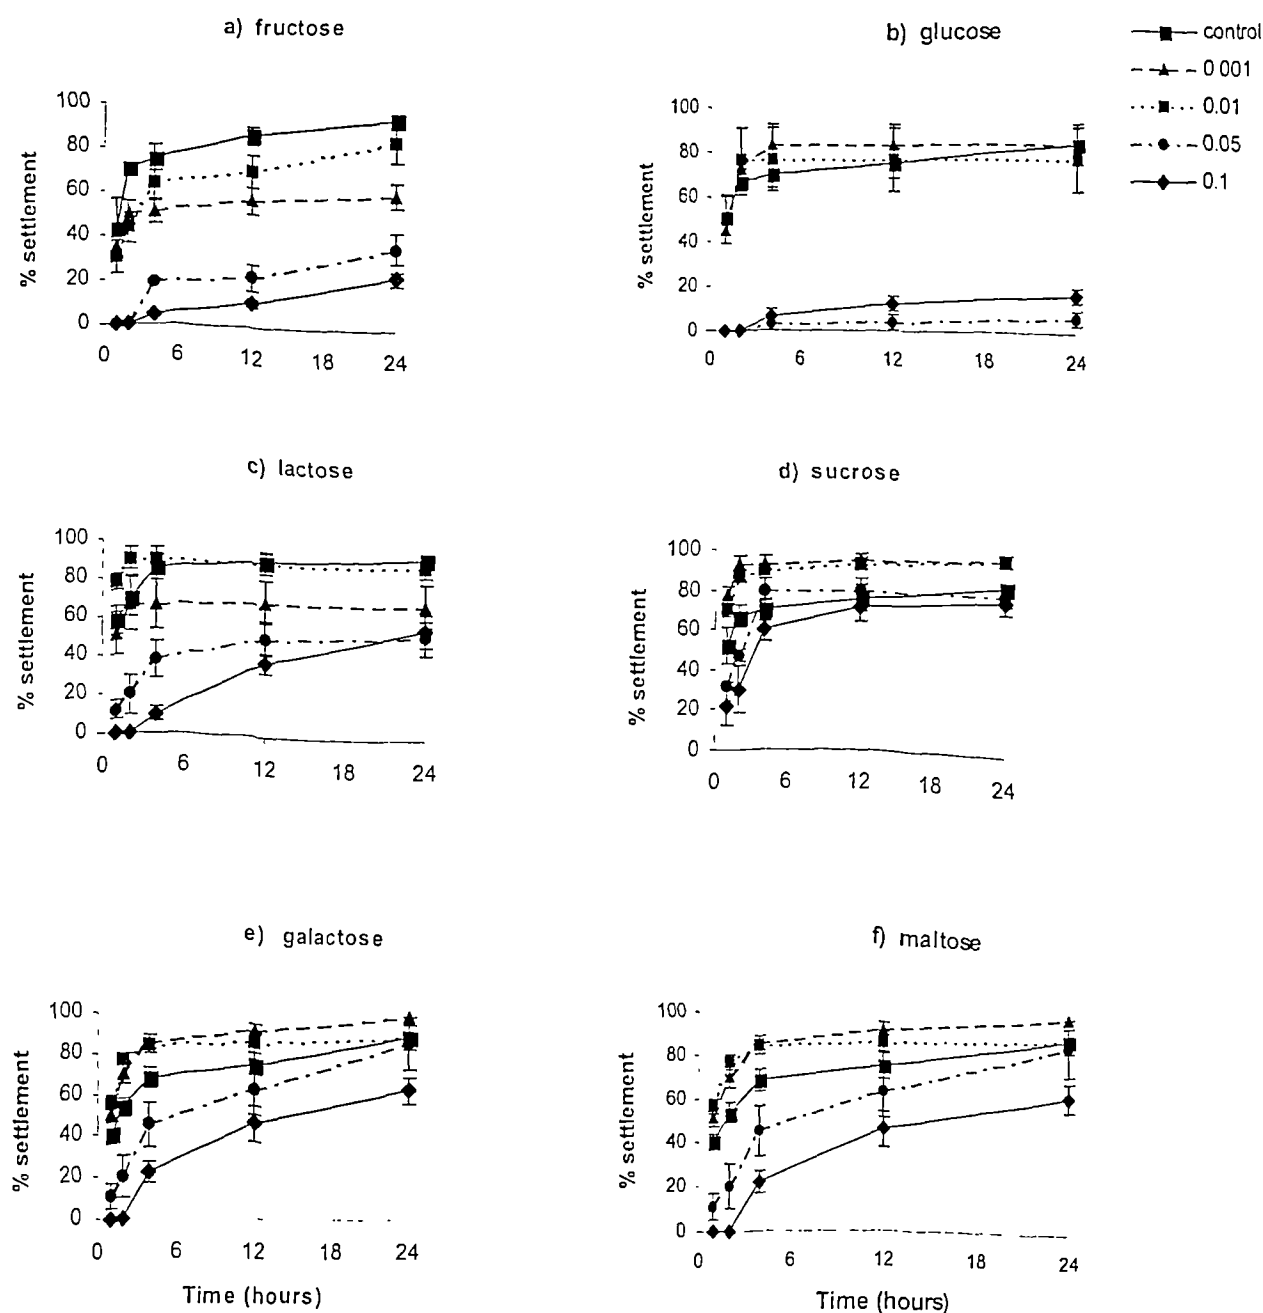 a) fructose
% settlement
100
80
60
40
20
0
0 6 12 18 24
b) glucose
% settlement
100
80
60
40
20
0
0 6 12 18 24
control
0 001
0.01
0.05
0.1
c) lactose
% settlement
100
80
60
40
20
0
0 6 12 18 24
d) sucrose
% settlement
100
80
60
40
20
0
0 6 12 18 24
e) galactose
% settlement
100
80
60
40
20
0
0 6 12 18 24
Time (hours)
f) maltose
% settlement
100
80
60
40
20
0
0 6 12 18 24
Time (hours)